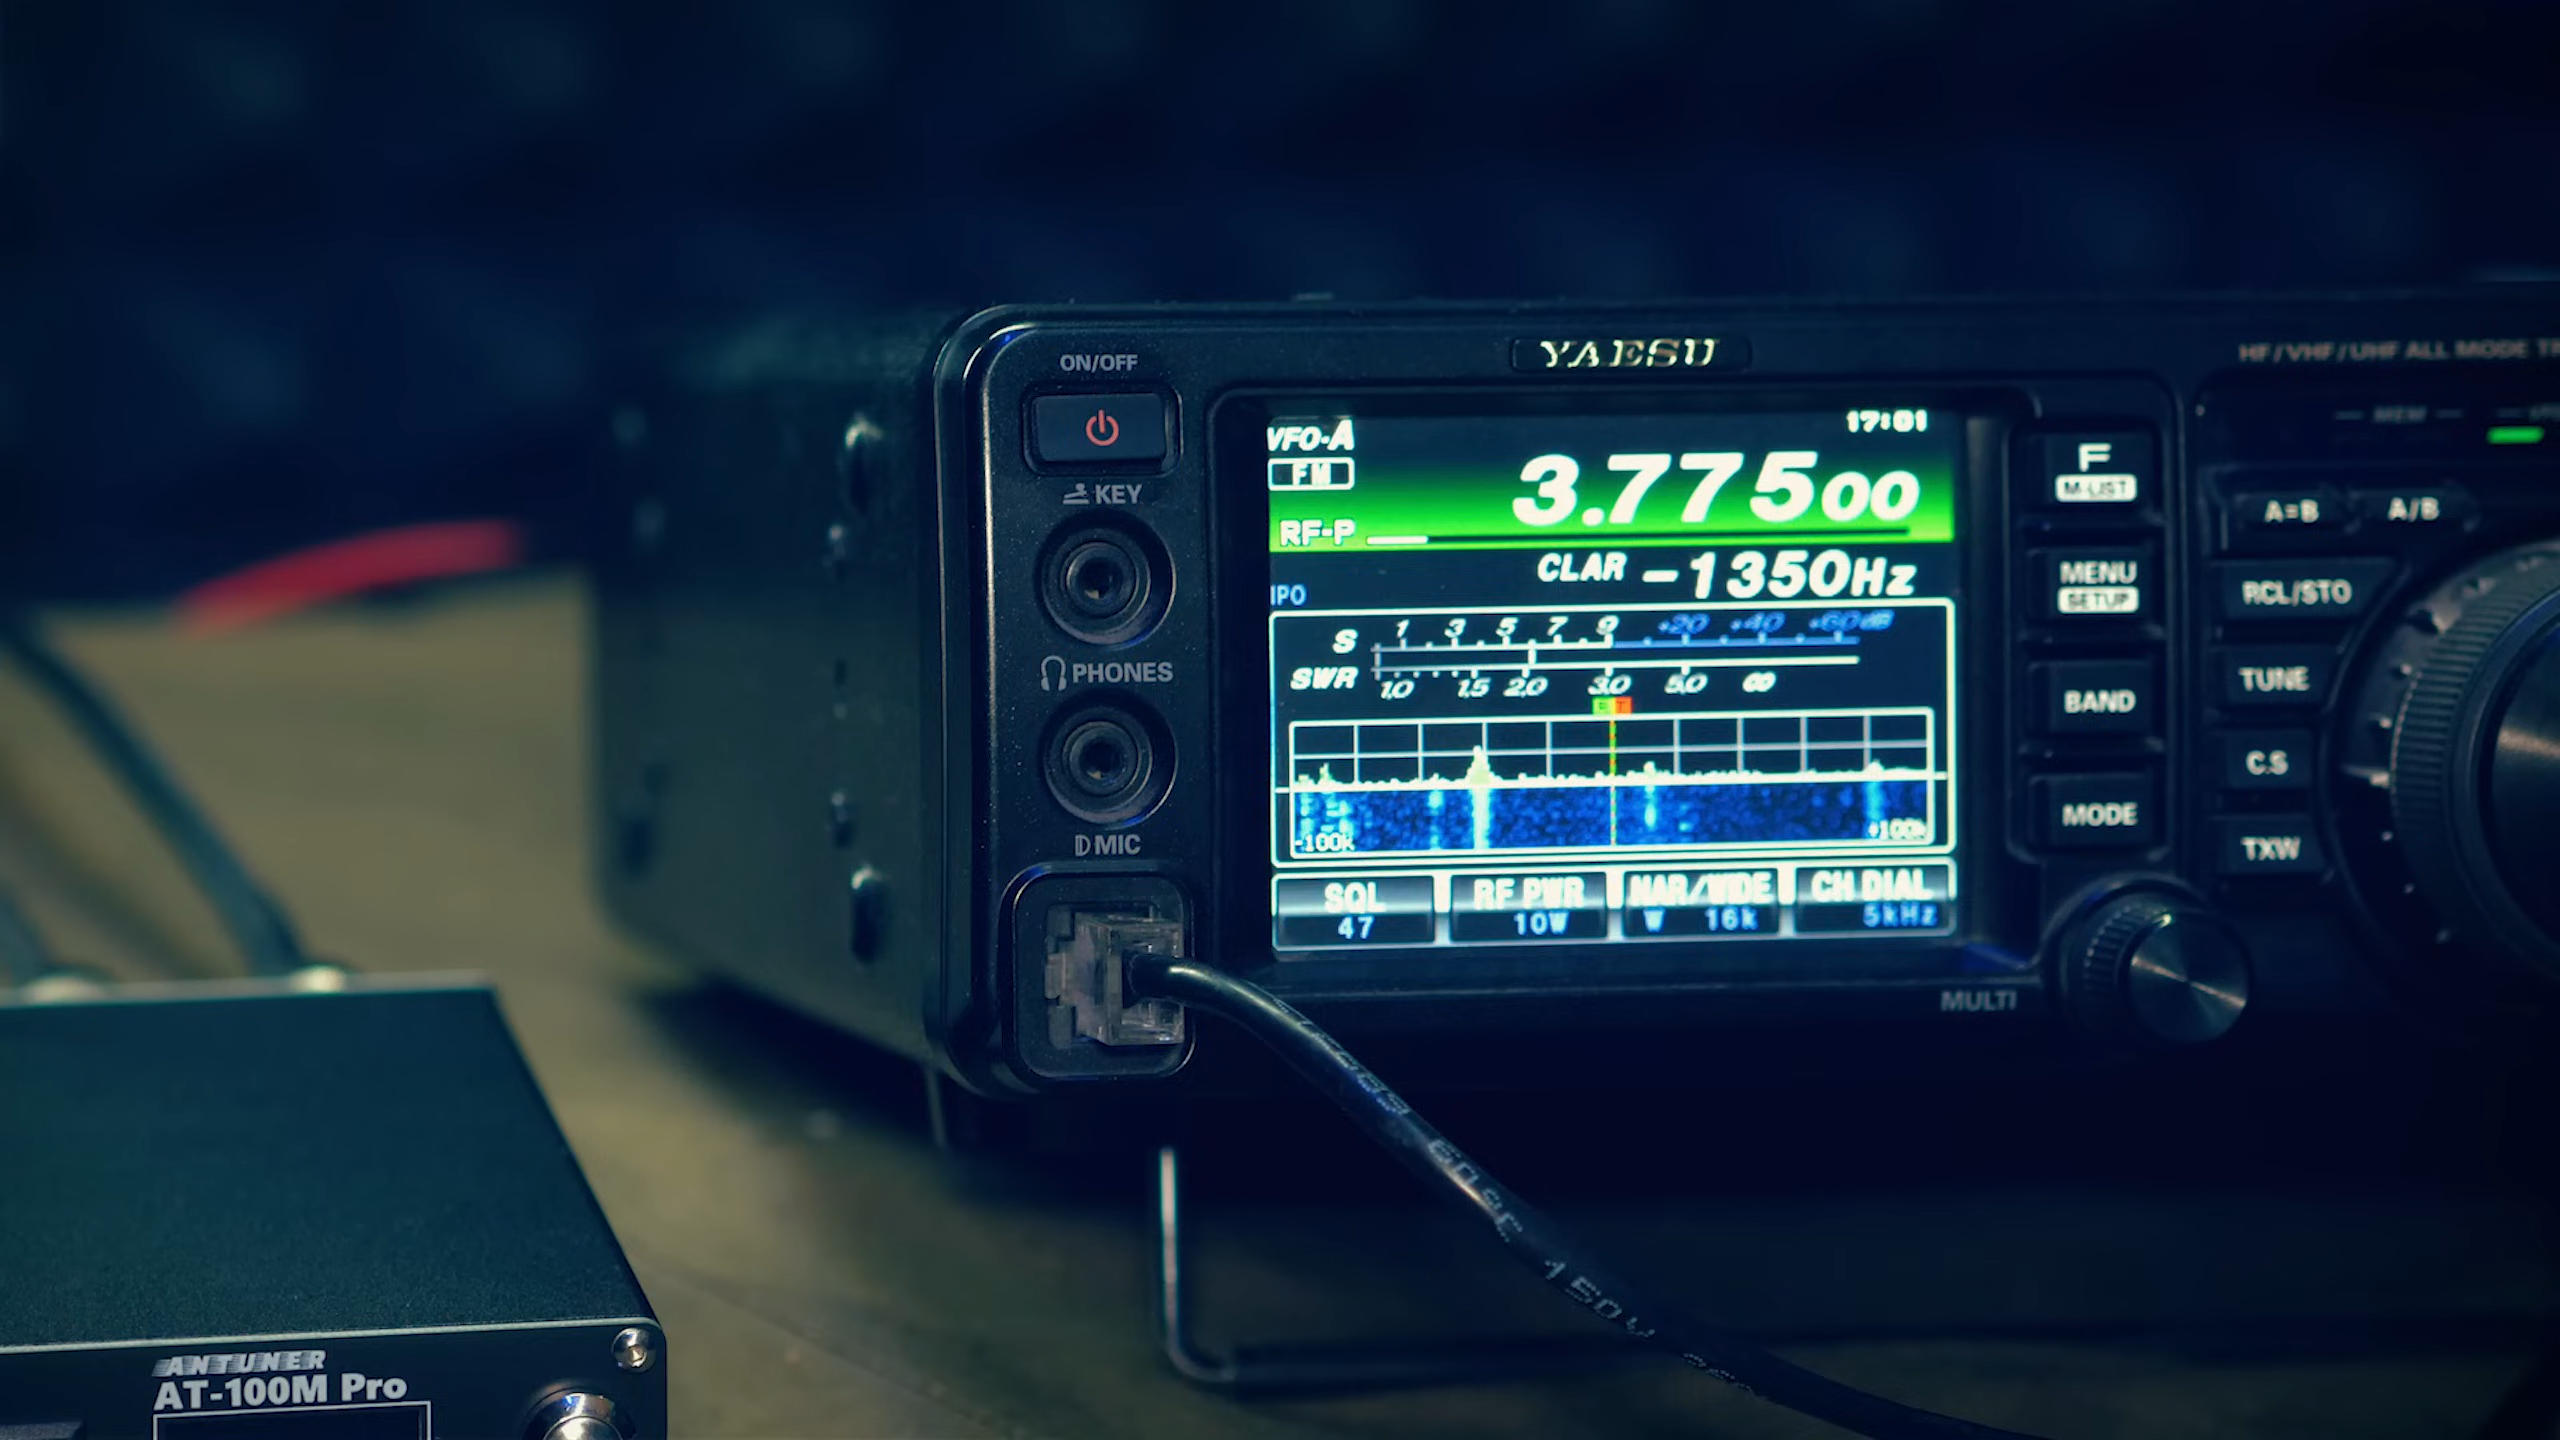 YAESU
HF/VHF/UHF ALL MODE
ON/OFF
KEY
PHONES
MIC
VFO-A
17:01
FM
3.77500
RF-P
CLAR -1350Hz
IPO
S 1 3 5 7 9 +20 +40 +60dB
SWR 1.0 1.5 2.0 3.0 5.0 ∞
R T
-100k +100k
SQL RF PWR NAR/WIDE CH DIAL
47 10W W 16k 5kHz
F
M-LIST
MENU
SETUP
BAND
MODE
MULTI
MEM
A=B A/B
RCL/STO
TUNE
C.S
TXW
60°C 150V
ANTUNER
AT-100M Pro